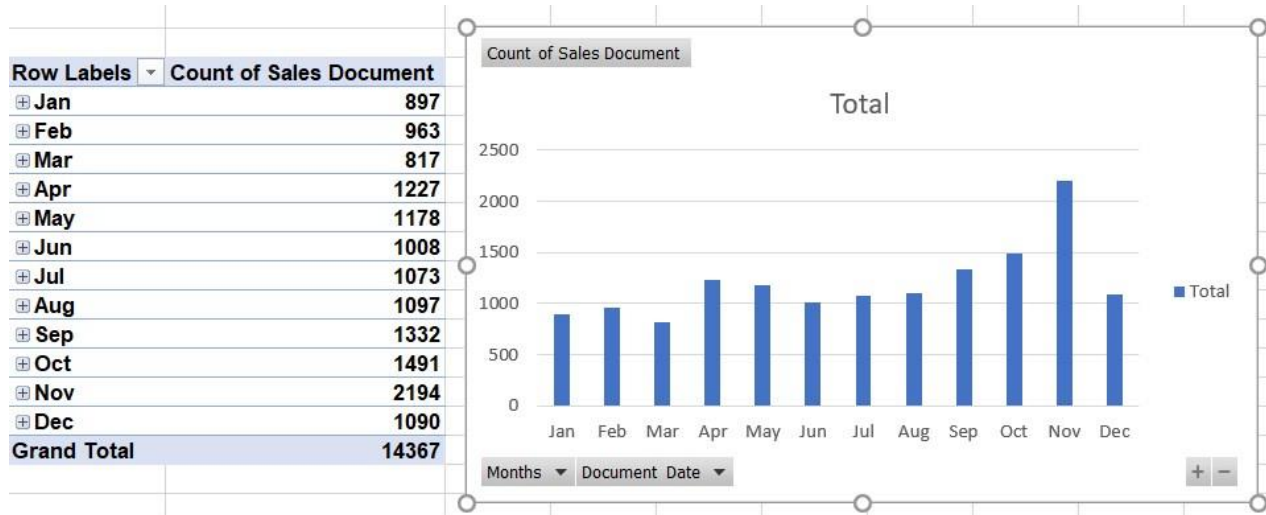 Row Labels Count of Sales Document
Jan 897
Feb 963
Mar 817
Apr 1227
May 1178
Jun 1008
Jul 1073
Aug 1097
Sep 1332
Oct 1491
Nov 2194
Dec 1090
Grand Total 14367
Count of Sales Document
Total
2500
2000
1500
1000
500
0
Jan Feb Mar Apr May Jun Jul Aug Sep Oct Nov Dec
Total
Months Document Date
+ −